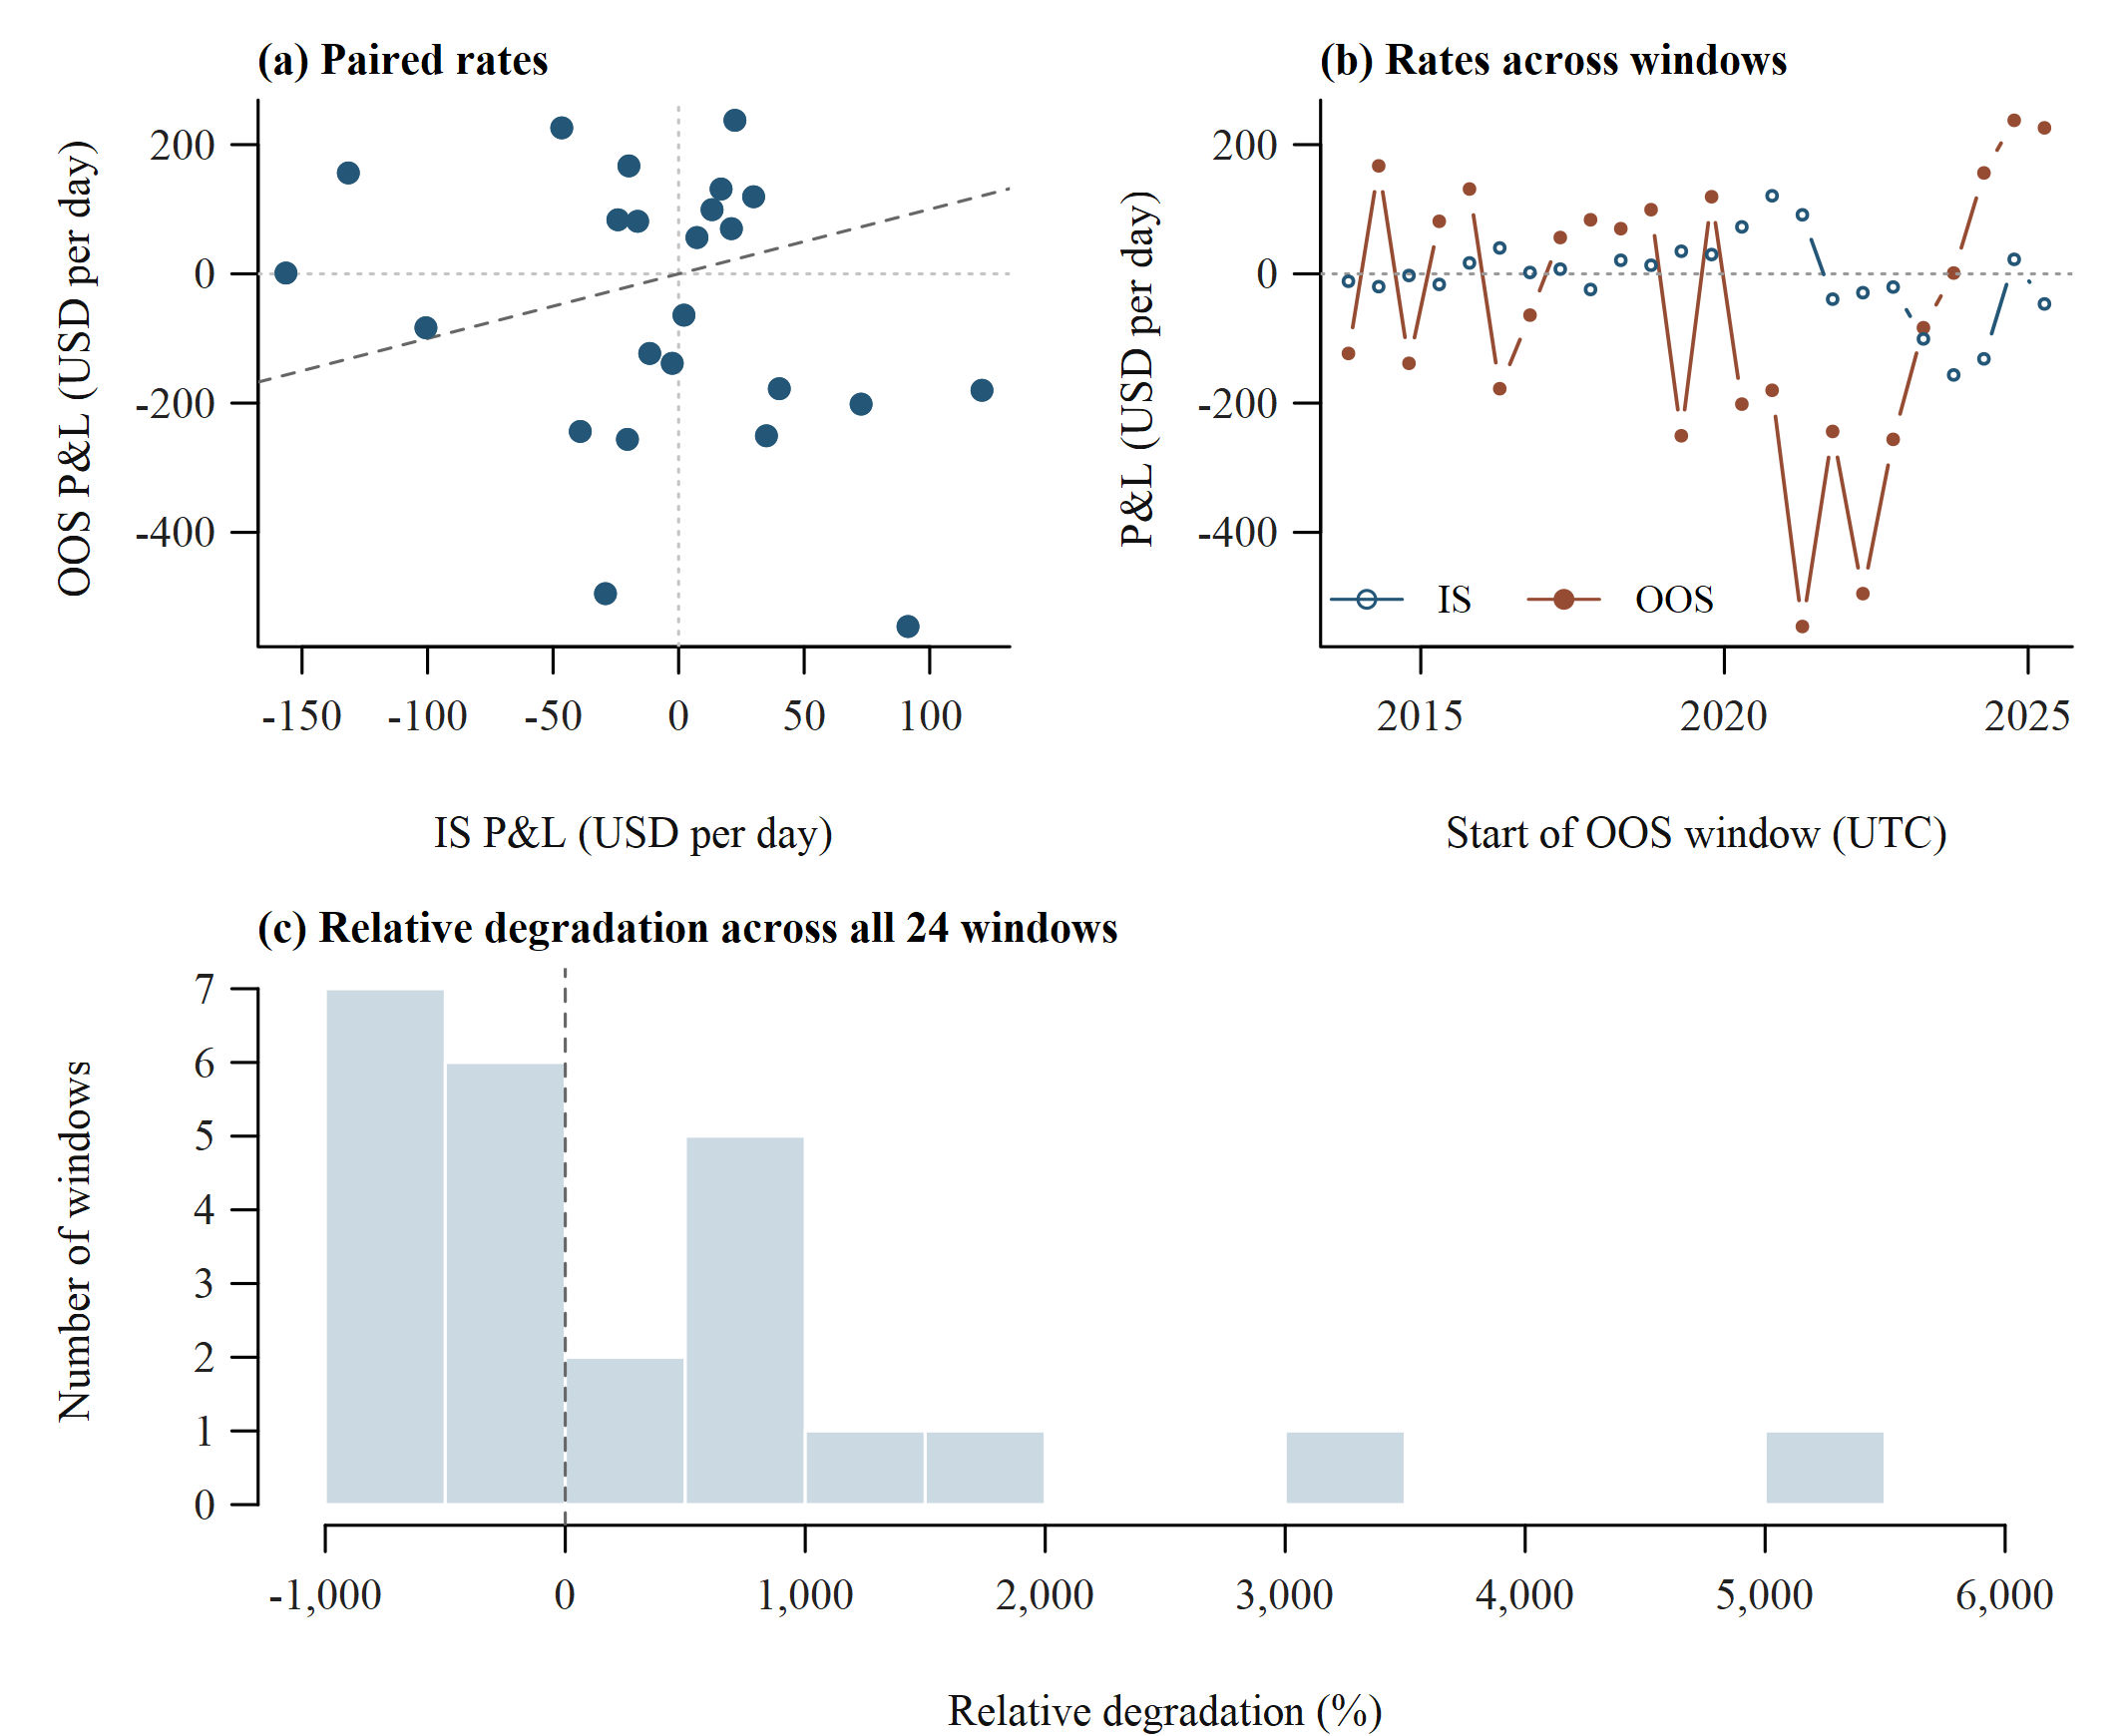 (a) Paired rates
OOS P&L (USD per day)
200
0
-200
-400
-150 -100 -50 0 50 100
IS P&L (USD per day)
(b) Rates across windows
P&L (USD per day)
200
0
-200
-400
IS OOS
2015 2020 2025
Start of OOS window (UTC)
(c) Relative degradation across all 24 windows
Number of windows
7
6
5
4
3
2
1
0
-1,000 0 1,000 2,000 3,000 4,000 5,000 6,000
Relative degradation (%)